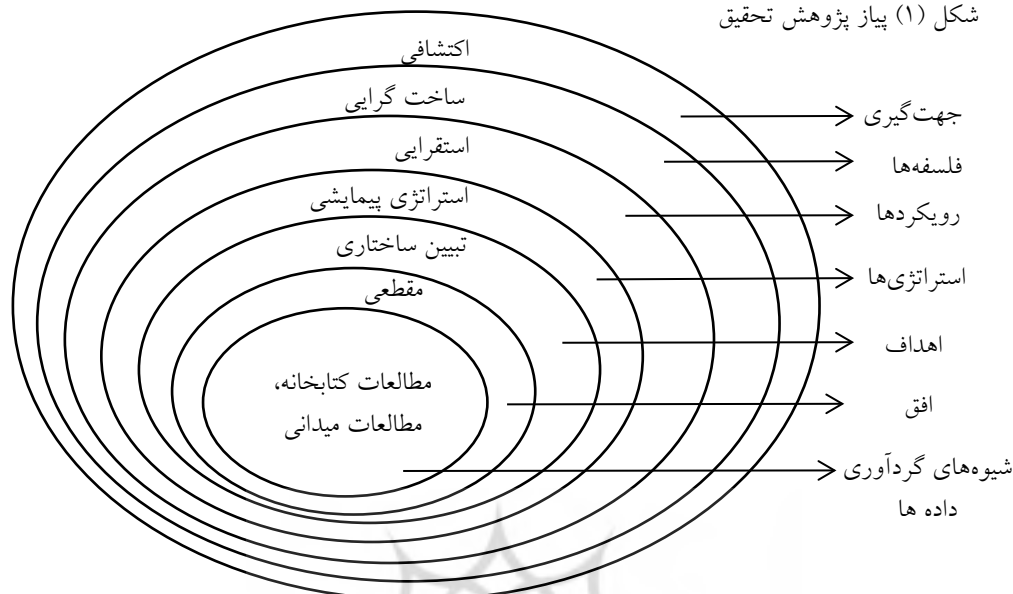 شکل (۱) پیاز پژوهش تحقیق
اکتشافی
ساخت گرایی
استقرایی
استراتژی پیمایشی
تبیین ساختاری
مقطعی
مطالعات کتابخانه،
مطالعات میدانی
جهت‌گیری
فلسفه‌ها
رویکردها
استراتژی‌ها
اهداف
افق
شیوه‌های گردآوری
داده ها